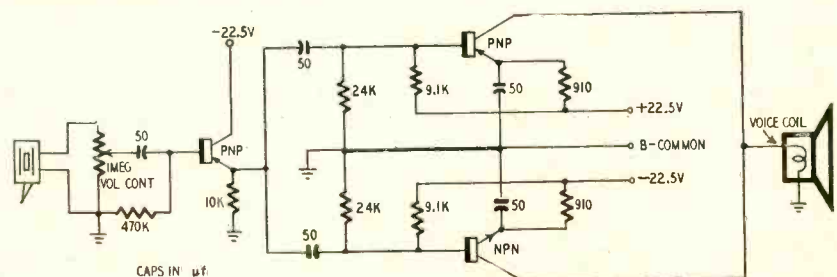 -22.5V
PNP
50
PNP
50
910
24K
9.1K
+22.5V
VOICE COIL
50
PNP
1MEG
VOL CONT
B-COMMON
10K
-22.5V
470K
24K
9.1K
50
910
50
NPN
CAPS IN µf